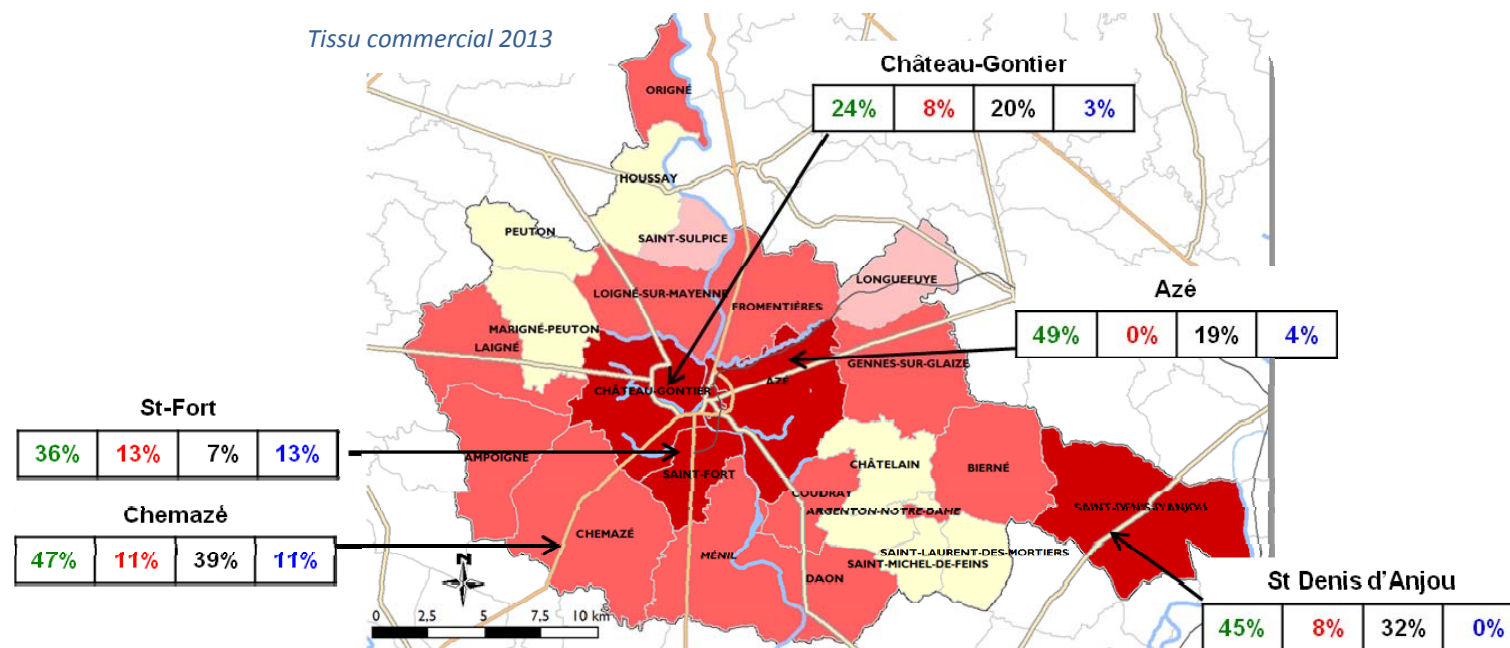 Tissu commercial 2013
Château-Gontier
24% 8% 20% 3%
ORIGNÉ
HOUSSAY
PEUTON
SAINT-SULPICE
LONGUEFUYE
Azé
49% 0% 19% 4%
LOIGNÉ-SUR-MAYENNE
FROMENTIÈRES
MARIGNÉ-PEUTON
LAIGNÉ
GENNES-SUR-GLAIZE
CHÂTEAU-GONTIER
AZÉ
St-Fort
36% 13% 7% 13%
AMPOIGNE
SAINT-FORT
CHÂTELAIN
BIERNÉ
COUDRAY
ARGENTON-NOTRE-DAME
SAINT-DENIS-D'ANJOU
Chemazé
47% 11% 39% 11%
CHEMAZÉ
MÉNIL
SAINT-LAURENT-DES-MORTIERS
SAINT-MICHEL-DE-FEINS
DAON
N
0 2,5 5 7,5 10 km
St Denis d'Anjou
45% 8% 32% 0%